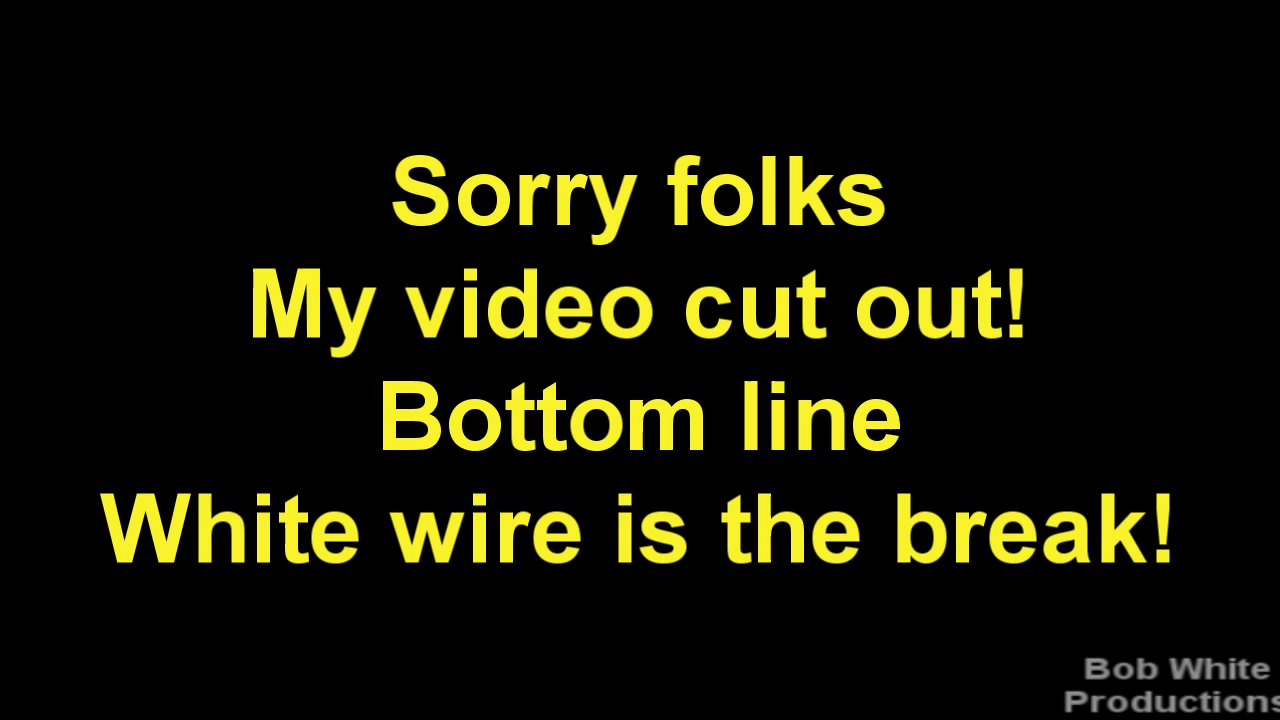 Sorry folks
My video cut out!
Bottom line
White wire is the break!
Bob White
Productions